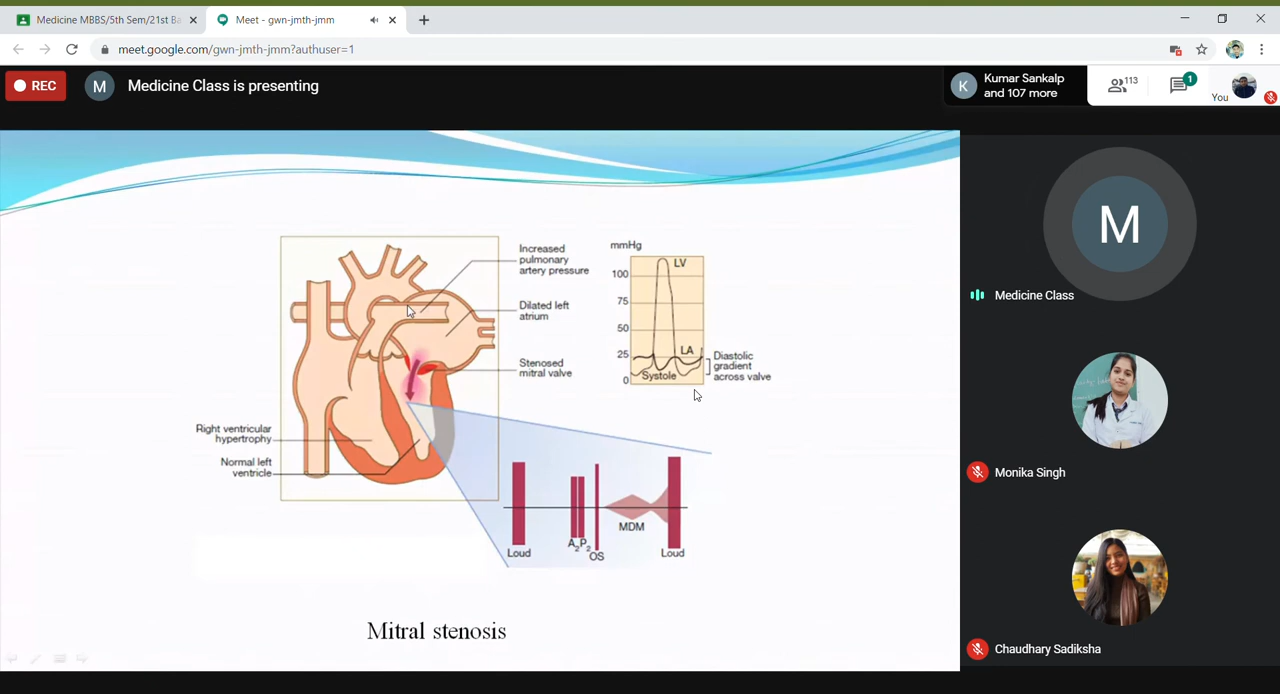 Medicine MBBS/5th Sem/21st Ba
Meet - gwn-jmth-jmm
meet.google.com/gwn-jmth-jmm?authuser=1
REC
M
Medicine Class is presenting
K
Kumar Sankalp
and 107 more
113
1
You
Increased
pulmonary
artery pressure
Dilated left
atrium
Stenosed
mitral valve
Right ventricular
hypertrophy
Normal left
ventricle
mmHg
100
75
50
25
0
LV
LA
Systole
Diastolic
gradient
across valve
MDM
Loud
A2P2
OS
Loud
Mitral stenosis
M
Medicine Class
Monika Singh
Chaudhary Sadiksha